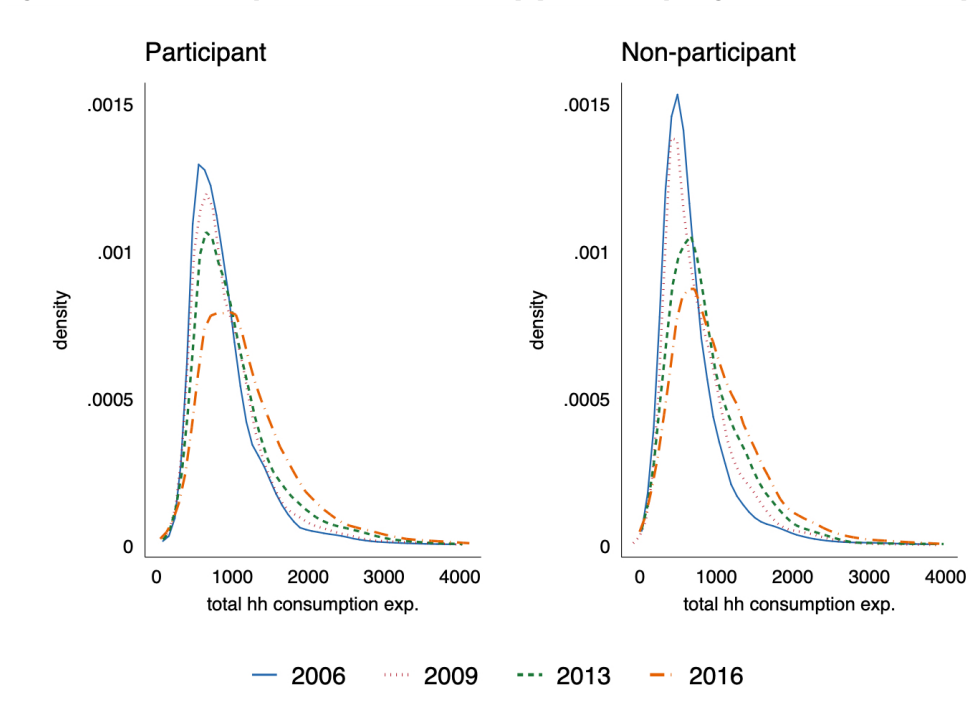 Participant
.0015
.001
.0005
0
density
0 1000 2000 3000 4000
total hh consumption exp.
Non-participant
.0015
.001
.0005
0
density
0 1000 2000 3000 4000
total hh consumption exp.
2006 2009 2013 2016